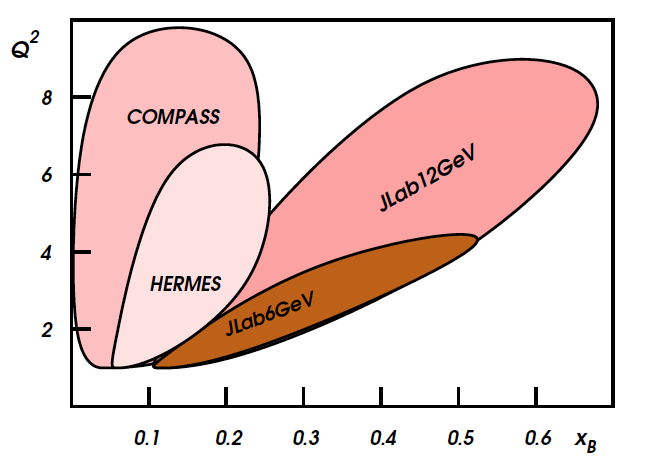 Q²
8
COMPASS
6
JLab12GeV
4
HERMES
JLab6GeV
2
0.1 0.2 0.3 0.4 0.5 0.6 x_B